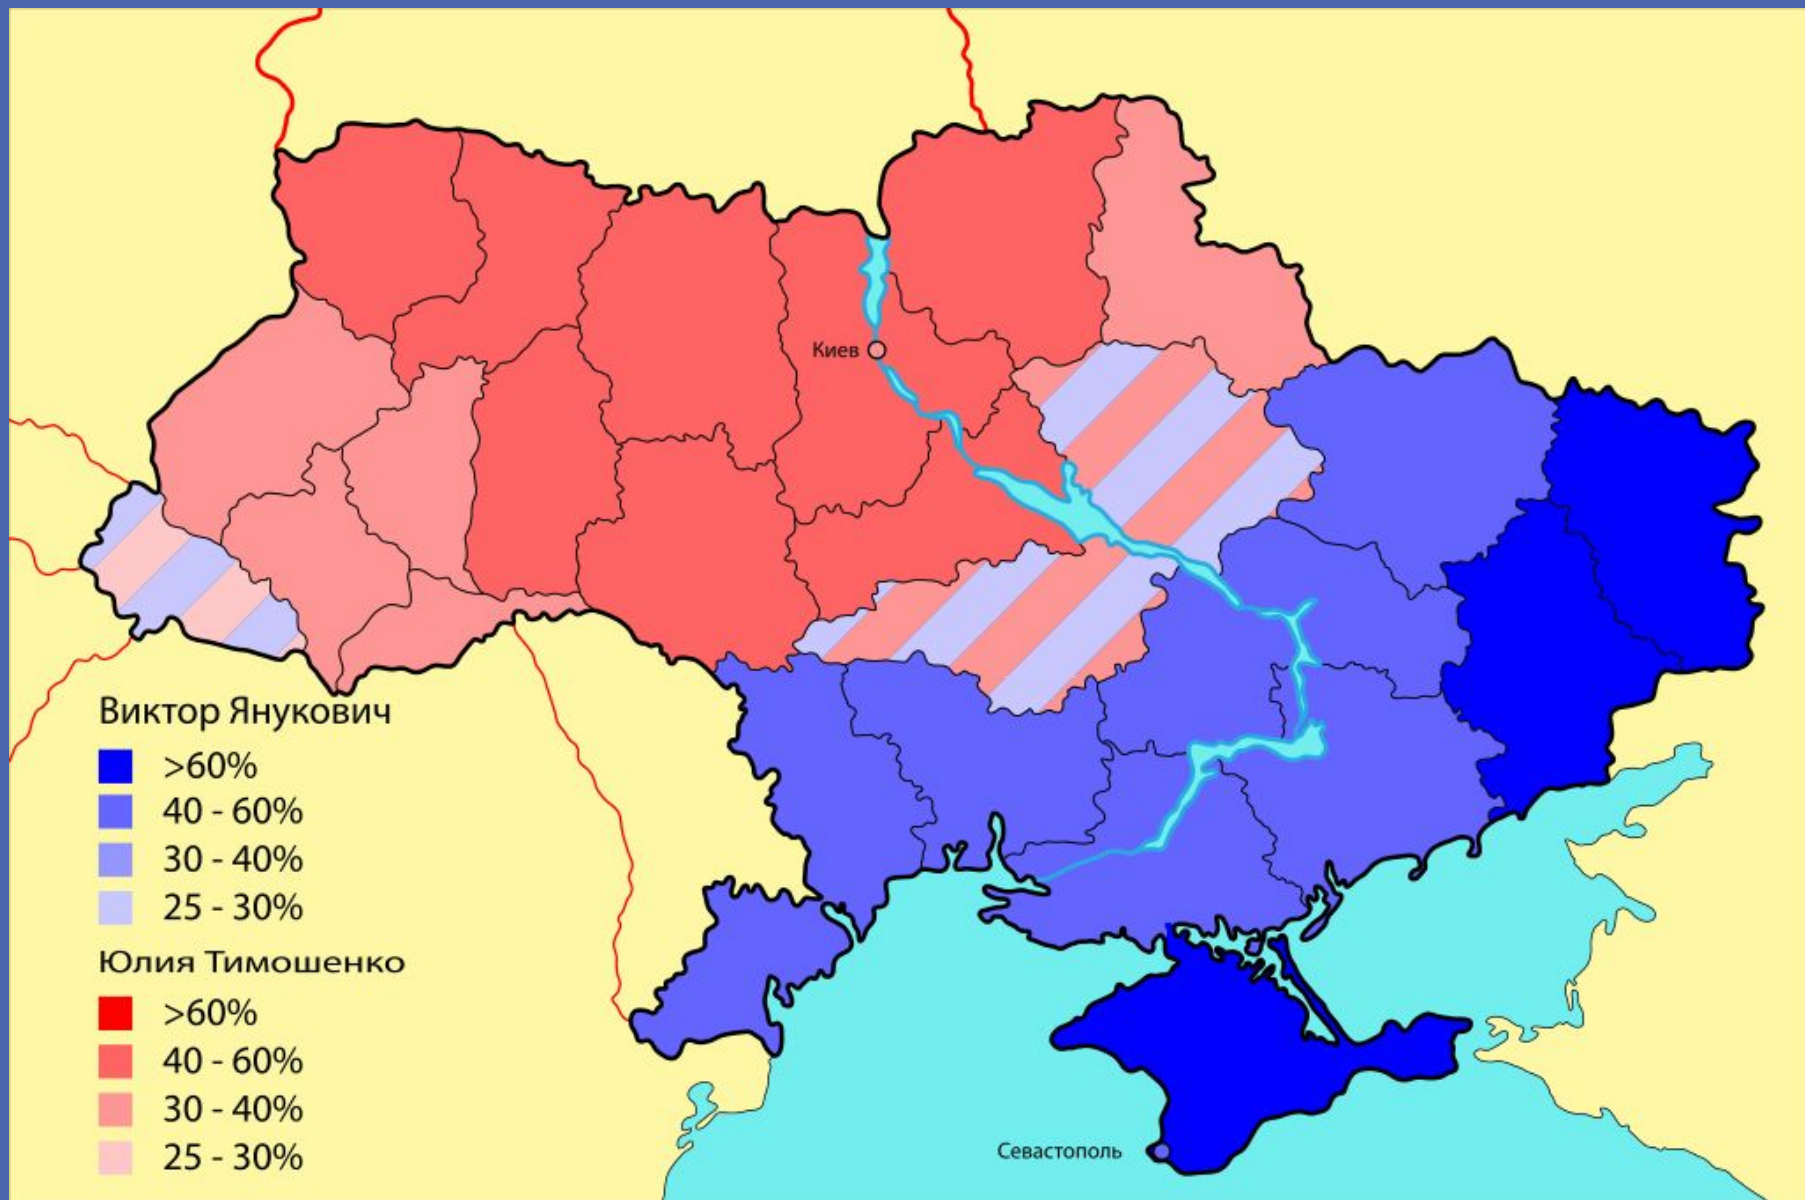 Киев
Виктор Янукович
>60%
40 - 60%
30 - 40%
25 - 30%
Юлия Тимошенко
>60%
40 - 60%
30 - 40%
25 - 30%
Севастополь